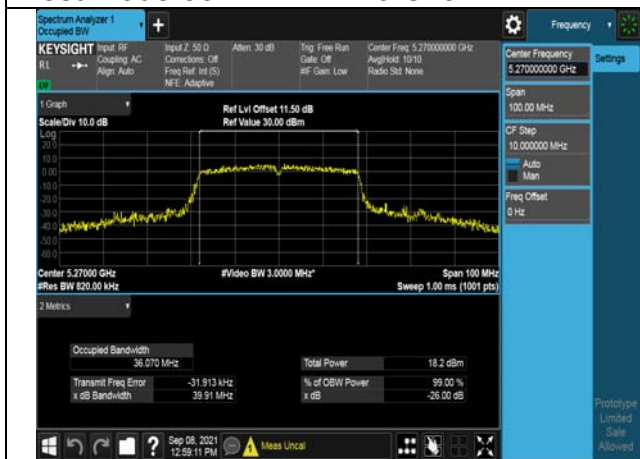 Spectrum Analyzer 1
Occupied BW
Frequency
KEYSIGHT Input: RF
Input Z: 50 Ω
Atten: 30 dB
Trig: Free Run
Center Freq: 5.270000000 GHz
RL
Coupling: AC
Corrections: Off
Gate: Off
Avg|Hold: 10/10
Align: Auto
Freq Ref: Int (S)
#IF Gain: Low
Radio Std: None
NFE: Adaptive
Center Frequency
5.270000000 GHz
Settings
Span
100.00 MHz
CF Step
10.000000 MHz
Auto
Man
Freq Offset
0 Hz
1 Graph
Ref Lvl Offset 11.50 dB
Scale/Div 10.0 dB
Ref Value 30.00 dBm
Log
20.0
10.0
0.00
-10.0
-20.0
-30.0
-40.0
-50.0
-60.0
Center 5.27000 GHz
#Video BW 3.0000 MHz*
Span 100 MHz
#Res BW 820.00 kHz
Sweep 1.00 ms (1001 pts)
2 Metrics
Occupied Bandwidth
36.070 MHz
Total Power
18.2 dBm
Transmit Freq Error
-31.913 kHz
% of OBW Power
99.00 %
x dB Bandwidth
39.91 MHz
x dB
-26.00 dB
Prototype
Limited
Sale
Allowed
Sep 08, 2021
12:59:11 PM
Meas Uncal